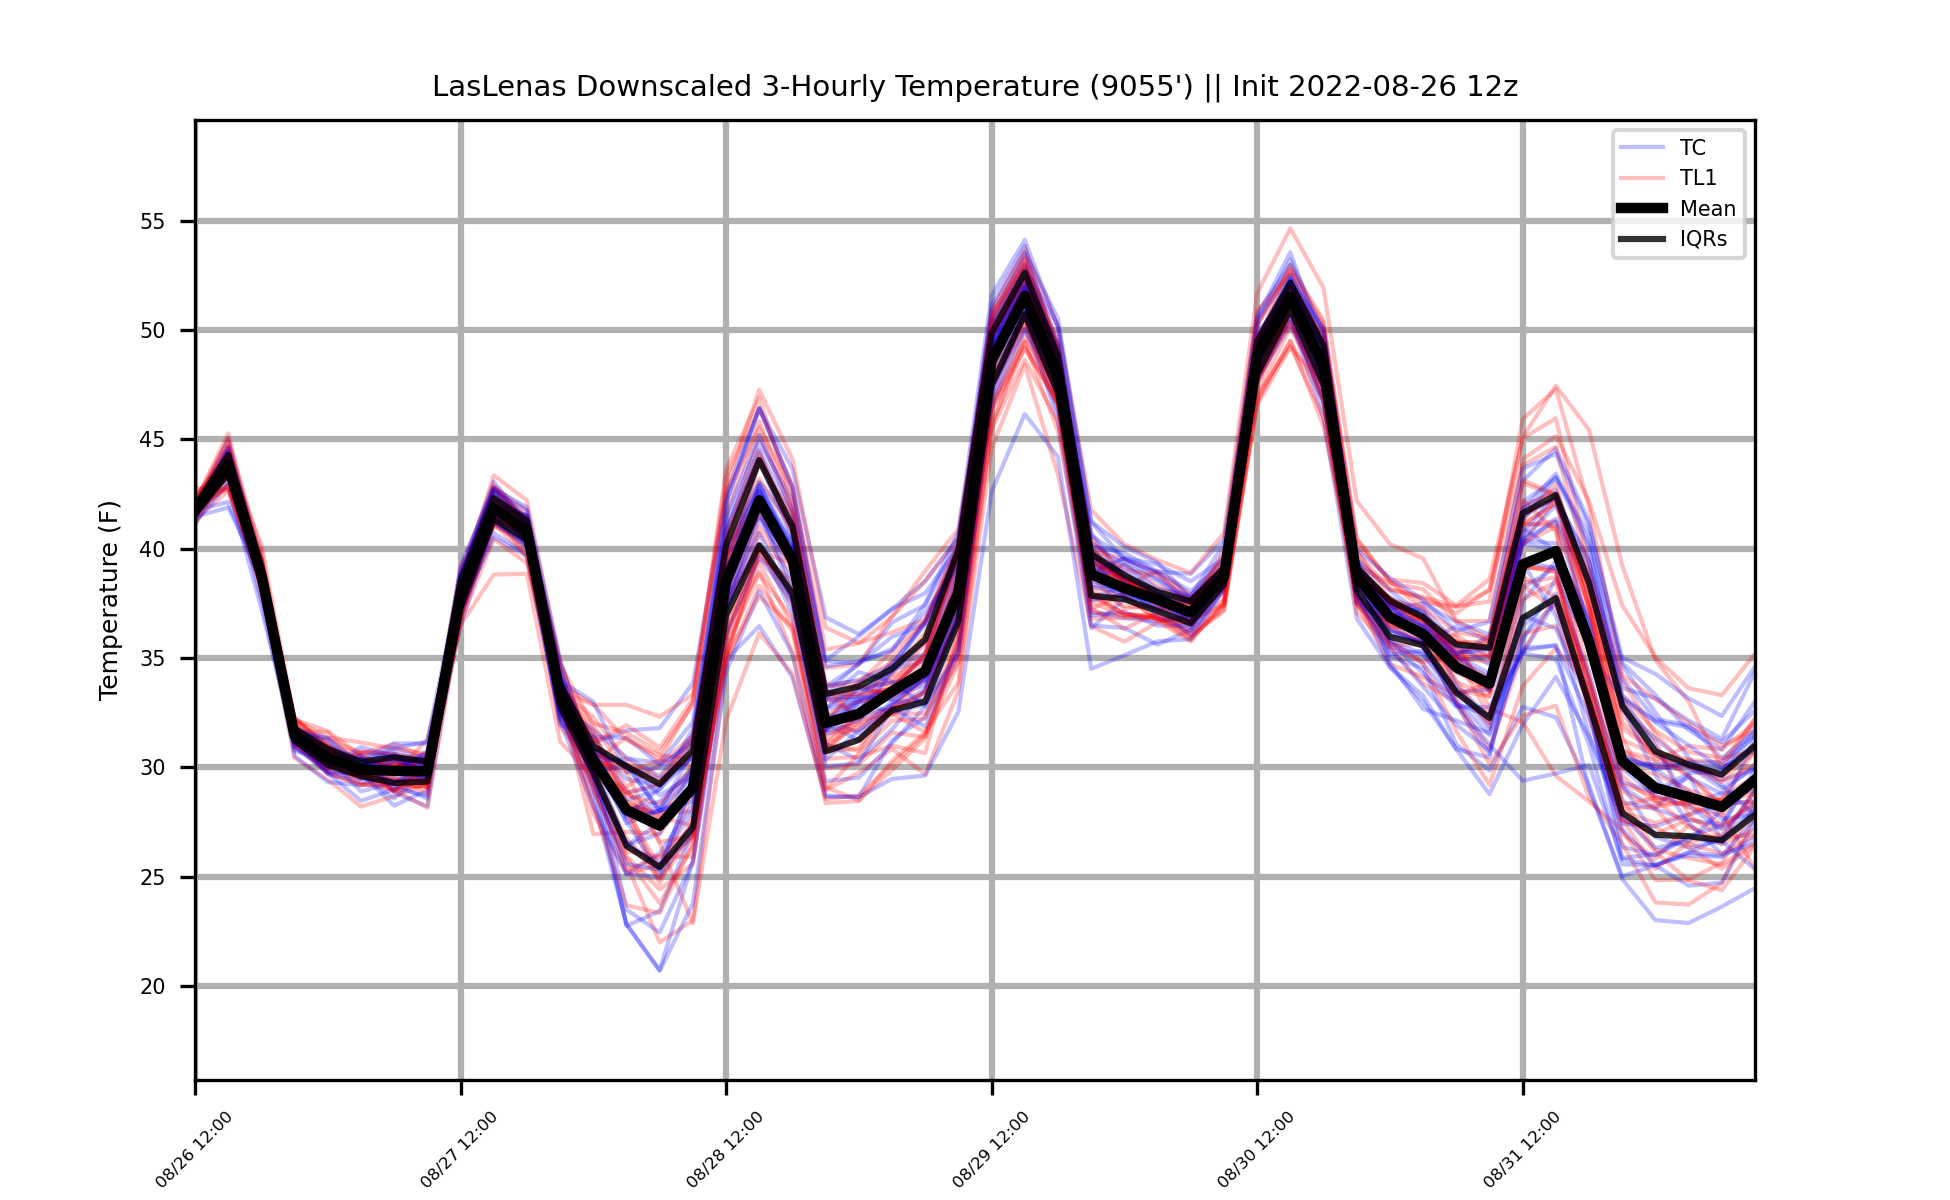 LasLenas Downscaled 3-Hourly Temperature (9055') || Init 2022-08-26 12z
TC
TL1
Mean
IQRs
Temperature (F)
55
50
45
40
35
30
25
20
08/26 12:00
08/27 12:00
08/28 12:00
08/29 12:00
08/30 12:00
08/31 12:00